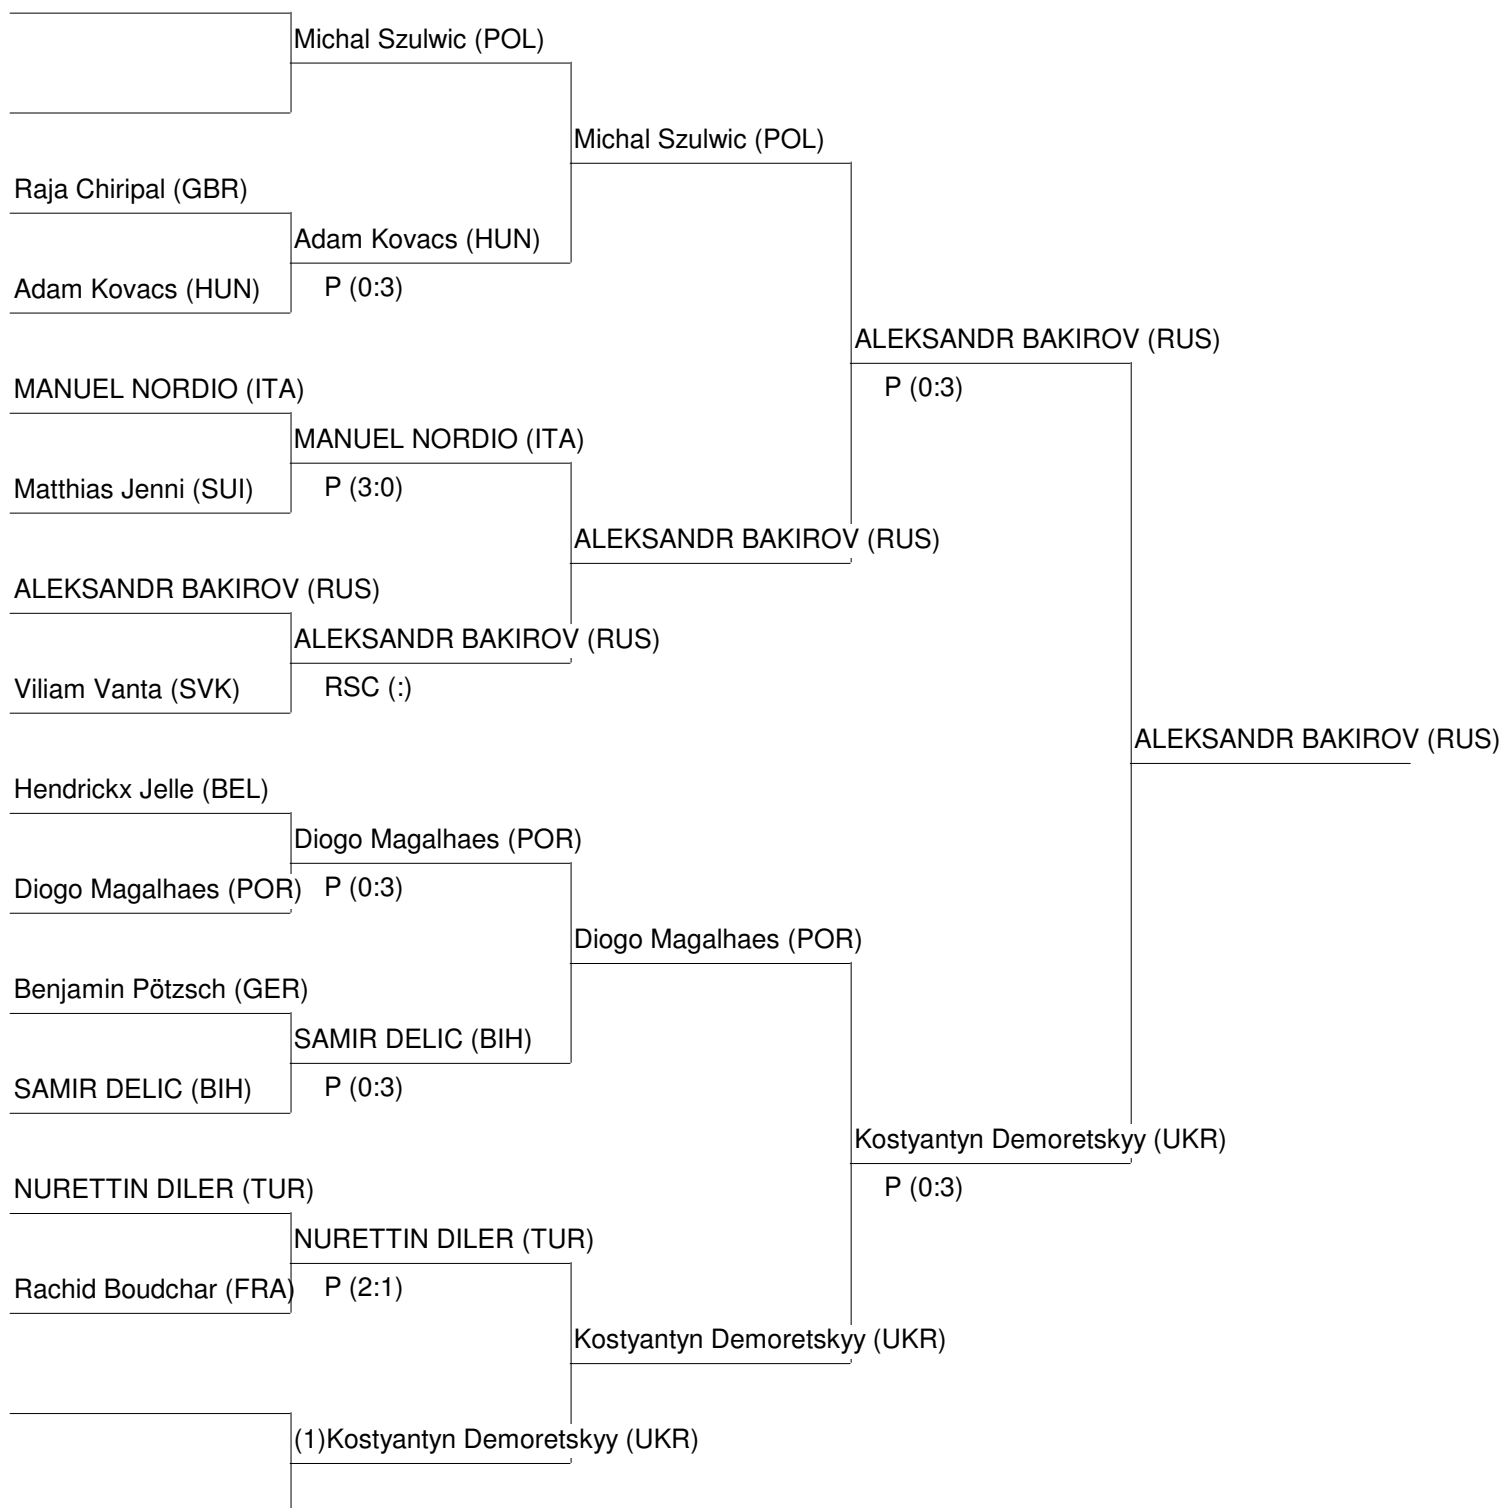 Michal Szulwic (POL)
Michal Szulwic (POL)
Raja Chiripal (GBR)
Adam Kovacs (HUN)
Adam Kovacs (HUN)
P (0:3)
ALEKSANDR BAKIROV (RUS)
MANUEL NORDIO (ITA)
P (0:3)
MANUEL NORDIO (ITA)
Matthias Jenni (SUI)
P (3:0)
ALEKSANDR BAKIROV (RUS)
ALEKSANDR BAKIROV (RUS)
ALEKSANDR BAKIROV (RUS)
Viliam Vanta (SVK)
RSC (:)
ALEKSANDR BAKIROV (RUS)
Hendrickx Jelle (BEL)
Diogo Magalhaes (POR)
Diogo Magalhaes (POR)
P (0:3)
Diogo Magalhaes (POR)
Benjamin Pötzsch (GER)
SAMIR DELIC (BIH)
SAMIR DELIC (BIH)
P (0:3)
Kostyantyn Demoretskyy (UKR)
NURETTIN DILER (TUR)
P (0:3)
NURETTIN DILER (TUR)
Rachid Boudchar (FRA)
P (2:1)
Kostyantyn Demoretskyy (UKR)
(1)Kostyantyn Demoretskyy (UKR)